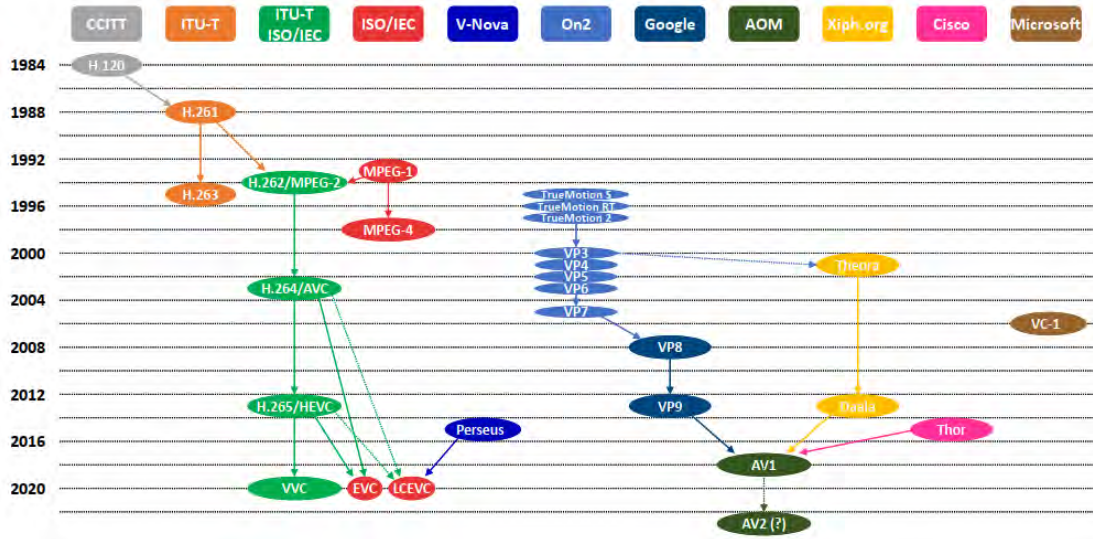 CCITT
ITU-T
ITU-T
ISO/IEC
ISO/IEC
V-Nova
On2
Google
AOM
Xiph.org
Cisco
Microsoft
1984
H.120
1988
H.261
1992
MPEG-1
H.262/MPEG-2
H.263
TrueMotion S
1996
TrueMotion RT
TrueMotion 2
MPEG-4
2000
VP3
VP4
Theora
VP5
H.264/AVC
VP6
2004
VP7
VC-1
2008
VP8
2012
H.265/HEVC
VP9
Daala
Perseus
Thor
2016
AV1
2020
VVC
EVC
LCEVC
AV2 (?)